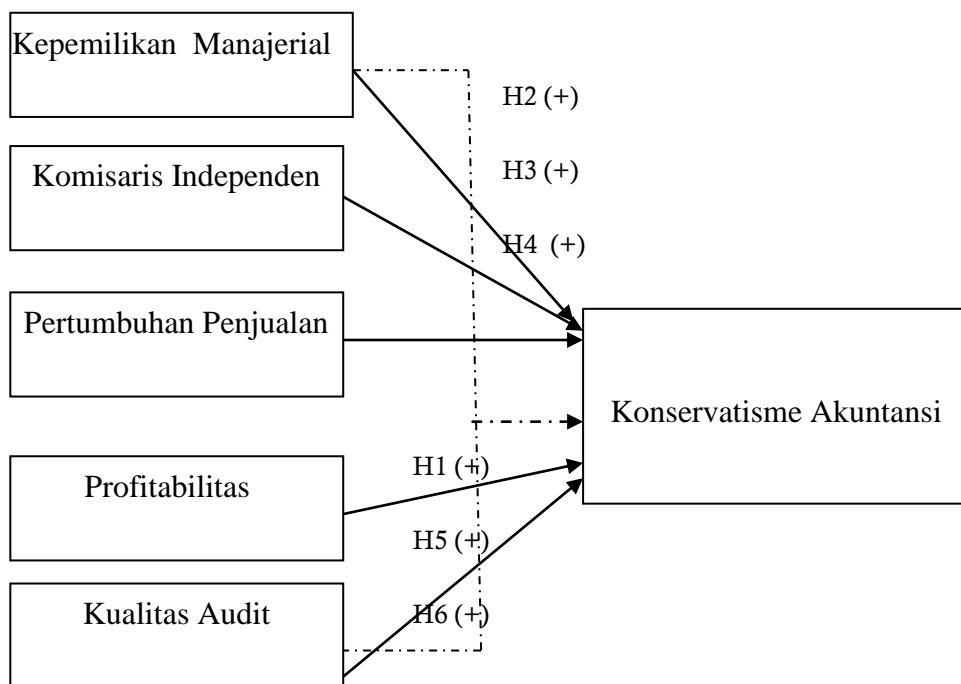 Kepemilikan Manajerial
H2 (+)
Komisaris Independen
H3 (+)
H4 (+)
Pertumbuhan Penjualan
Konservatisme Akuntansi
H1 (+)
Profitabilitas
H5 (+)
Kualitas Audit
H6 (+)